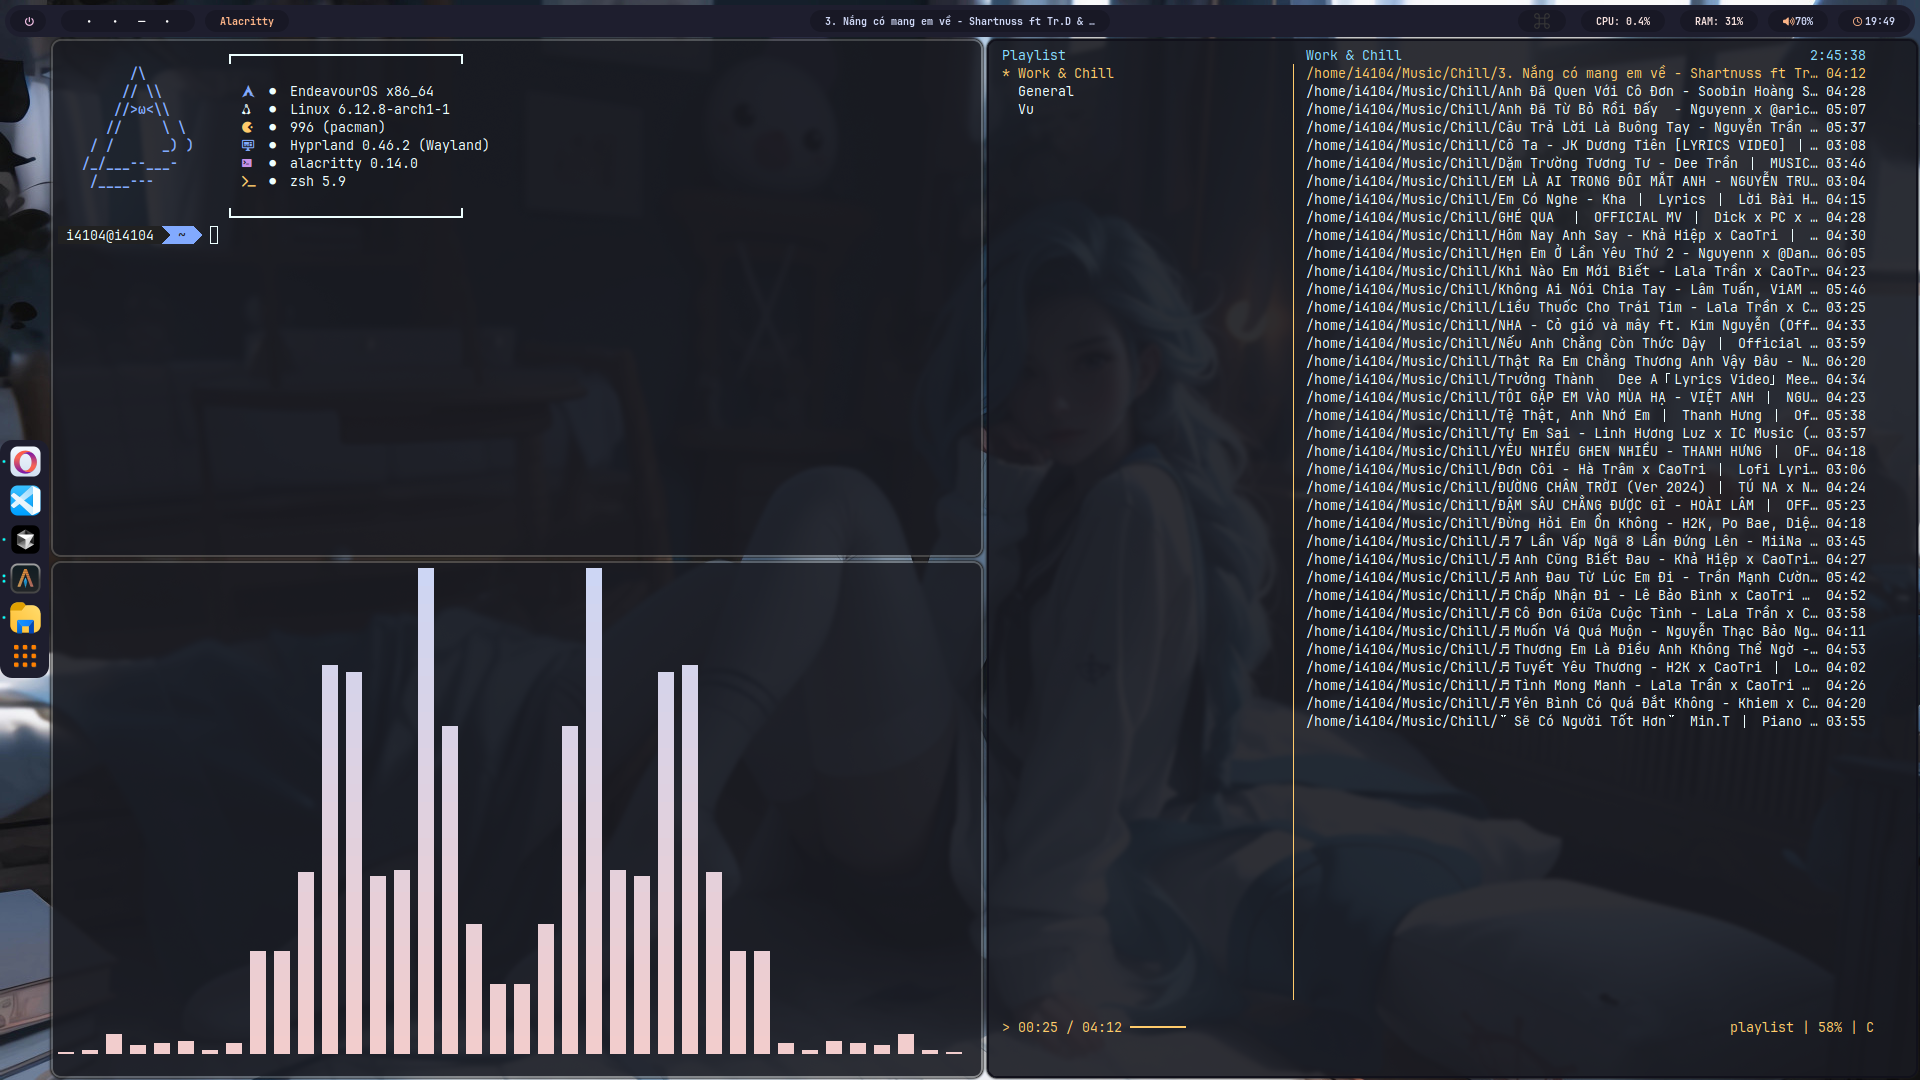 Alacritty
3. Nắng có mang em về - Shartnuss ft Tr.D & …
CPU: 0.4%
RAM: 31%
70%
19:49
/\
// \\
//>ω<\\
// \ \
/ / _) )
/_/___--___-
/____---
EndeavourOS x86_64
Linux 6.12.8-arch1-1
996 (pacman)
Hyprland 0.46.2 (Wayland)
alacritty 0.14.0
zsh 5.9
i4104@i4104 ~
Playlist
* Work & Chill
General
Vu
Work & Chill 2:45:38
/home/i4104/Music/Chill/3. Nắng có mang em về - Shartnuss ft Tr… 04:12
/home/i4104/Music/Chill/Anh Đã Quen Với Cô Đơn - Soobin Hoàng S… 04:28
/home/i4104/Music/Chill/Anh Đã Từ Bỏ Rồi Đấy - Nguyenn x @aric… 05:07
/home/i4104/Music/Chill/Câu Trả Lời Là Buông Tay - Nguyễn Trần … 05:37
/home/i4104/Music/Chill/Cô Ta - JK Dương Tiên [LYRICS VIDEO] | … 03:08
/home/i4104/Music/Chill/Dặm Trường Tương Tư - Dee Trần | MUSIC… 03:46
/home/i4104/Music/Chill/EM LÀ AI TRONG ĐÔI MẮT ANH - NGUYỄN TRU… 03:04
/home/i4104/Music/Chill/Em Có Nghe - Kha | Lyrics | Lời Bài H… 04:15
/home/i4104/Music/Chill/GHÉ QUA | OFFICIAL MV | Dick x PC x … 04:28
/home/i4104/Music/Chill/Hôm Nay Anh Say - Khả Hiệp x CaoTri | … 04:30
/home/i4104/Music/Chill/Hẹn Em Ở Lần Yêu Thứ 2 - Nguyenn x @Dan… 06:05
/home/i4104/Music/Chill/Khi Nào Em Mới Biết - Lala Trần x CaoTr… 04:23
/home/i4104/Music/Chill/Không Ai Nói Chia Tay - Lâm Tuấn, ViAM … 05:46
/home/i4104/Music/Chill/Liều Thuốc Cho Trái Tim - Lala Trần x C… 03:25
/home/i4104/Music/Chill/NHA - Cỏ gió và mây ft. Kim Nguyễn (Off… 04:33
/home/i4104/Music/Chill/Nếu Anh Chẳng Còn Thức Dậy | Official … 03:59
/home/i4104/Music/Chill/Thật Ra Em Chẳng Thương Anh Vậy Đâu - N… 06:20
/home/i4104/Music/Chill/Trưởng Thành Dee A「Lyrics Video」Mee… 04:34
/home/i4104/Music/Chill/TÔI GẶP EM VÀO MÙA HẠ - VIỆT ANH | NGU… 04:23
/home/i4104/Music/Chill/Tệ Thật, Anh Nhớ Em | Thanh Hưng | Of… 05:38
/home/i4104/Music/Chill/Tự Em Sai - Linh Hương Luz x IC Music (… 03:57
/home/i4104/Music/Chill/YÊU NHIỀU GHEN NHIỀU - THANH HƯNG | OF… 04:18
/home/i4104/Music/Chill/Đơn Côi - Hà Trâm x CaoTri | Lofi Lyri… 03:06
/home/i4104/Music/Chill/ĐƯỜNG CHÂN TRỜI (Ver 2024) | TÚ NA x N… 04:24
/home/i4104/Music/Chill/ĐẬM SÂU CHẲNG ĐƯỢC GÌ - HOÀI LÂM | OFF… 05:23
/home/i4104/Music/Chill/Đừng Hỏi Em Ổn Không - H2K, Po Bae, Diệ… 04:18
/home/i4104/Music/Chill/♬7 Lần Vấp Ngã 8 Lần Đứng Lên - MiiNa … 03:45
/home/i4104/Music/Chill/♬Anh Cũng Biết Đau - Khả Hiệp x CaoTri… 04:27
/home/i4104/Music/Chill/♬Anh Đau Từ Lúc Em Đi - Trần Mạnh Cườn… 05:42
/home/i4104/Music/Chill/♬Chấp Nhận Đi - Lê Bảo Bình x CaoTri … 04:52
/home/i4104/Music/Chill/♬Cô Đơn Giữa Cuộc Tình - LaLa Trần x C… 03:58
/home/i4104/Music/Chill/♬Muốn Vá Quá Muộn - Nguyễn Thạc Bảo Ng… 04:11
/home/i4104/Music/Chill/♬Thương Em Là Điều Anh Không Thể Ngờ -… 04:53
/home/i4104/Music/Chill/♬Tuyết Yêu Thương - H2K x CaoTri | Lo… 04:02
/home/i4104/Music/Chill/♬Tình Mong Manh - Lala Trần x CaoTri … 04:26
/home/i4104/Music/Chill/♬Yên Bình Có Quá Đắt Không - Khiem x C… 04:20
/home/i4104/Music/Chill/ Sẽ Có Người Tốt Hơn Min.T | Piano … 03:55
> 00:25 / 04:12
playlist | 58% | C